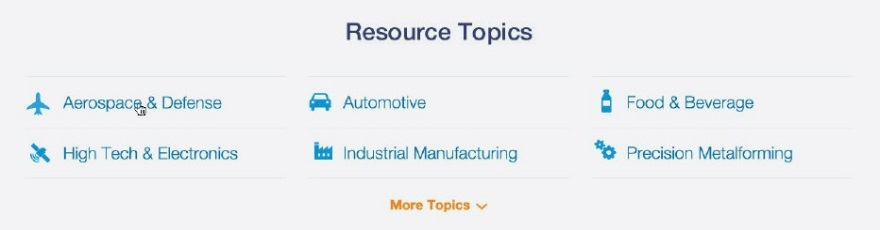 Resource Topics
Aerospace & Defense
Automotive
Food & Beverage
High Tech & Electronics
Industrial Manufacturing
Precision Metalforming
More Topics